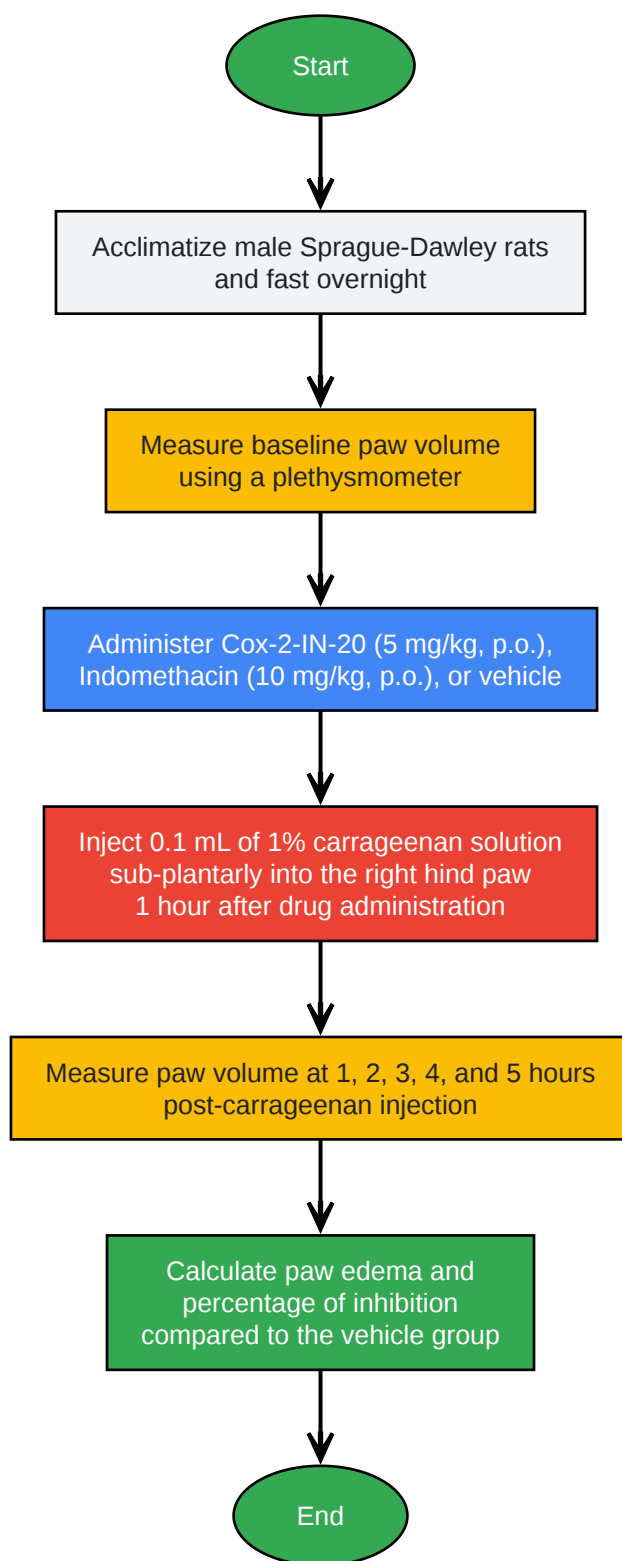 Start
Acclimatize male Sprague-Dawley rats
and fast overnight
Measure baseline paw volume
using a plethysmometer
Administer Cox-2-IN-20 (5 mg/kg, p.o.),
Indomethacin (10 mg/kg, p.o.), or vehicle
Inject 0.1 mL of 1% carrageenan solution
sub-plantarly into the right hind paw
1 hour after drug administration
Measure paw volume at 1, 2, 3, 4, and 5 hours
post-carrageenan injection
Calculate paw edema and
percentage of inhibition
compared to the vehicle group
End